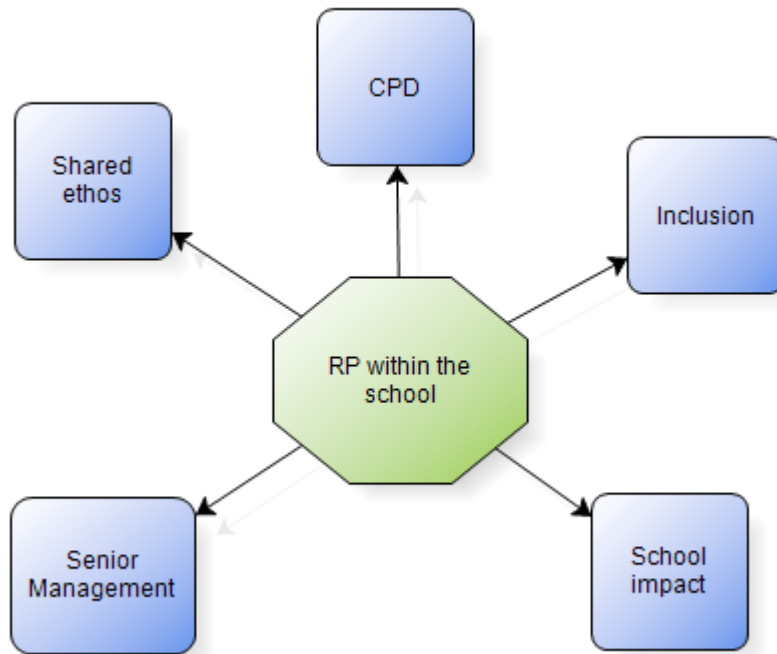 CPD
Shared
ethos
Inclusion
RP within the
school
Senior
Management
School
impact